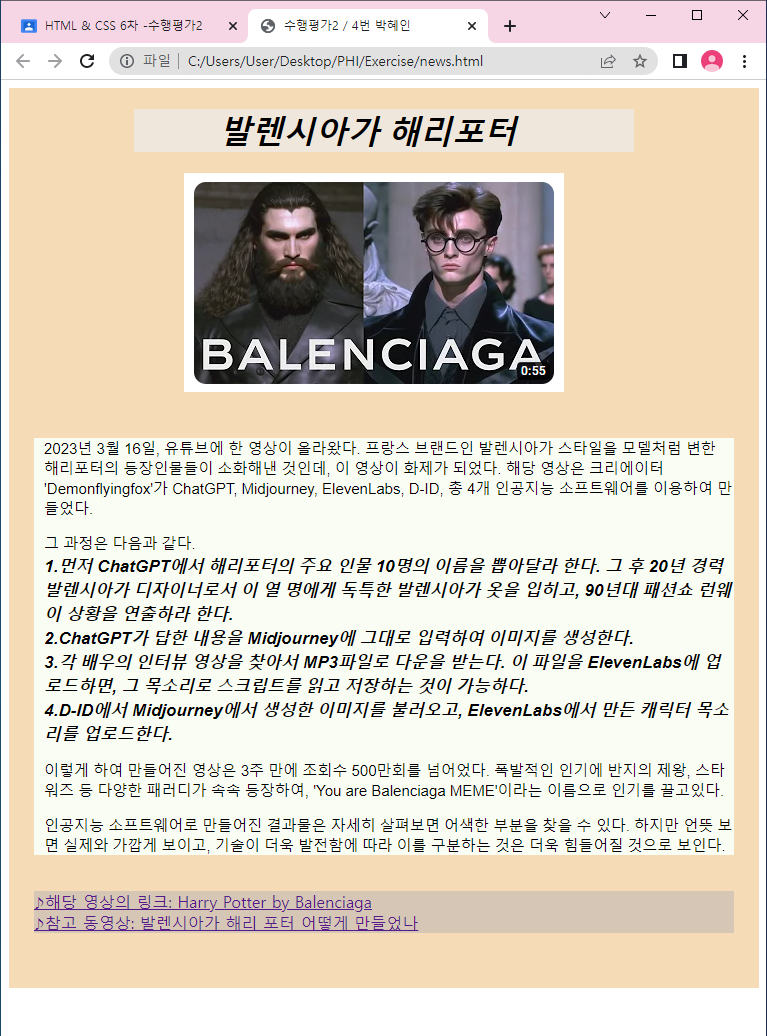 HTML & CSS 6차 -수행평가2
수행평가2 / 4번 박혜인
파일
C:/Users/User/Desktop/PHI/Exercise/news.html
발렌시아가 해리포터
BALENCIAGA
0:55
2023년 3월 16일, 유튜브에 한 영상이 올라왔다. 프랑스 브랜드인 발렌시아가 스타일을 모델처럼 변한
해리포터의 등장인물들이 소화해낸 것인데, 이 영상이 화제가 되었다. 해당 영상은 크리에이터
'Demonflyingfox'가 ChatGPT, Midjourney, ElevenLabs, D-ID, 총 4개 인공지능 소프트웨어를 이용하여 만
들었다.
그 과정은 다음과 같다.
1.먼저 ChatGPT에서 해리포터의 주요 인물 10명의 이름을 뽑아달라 한다. 그 후 20년 경력
발렌시아가 디자이너로서 이 열 명에게 독특한 발렌시아가 옷을 입히고, 90년대 패션쇼 런웨
이 상황을 연출하라 한다.
2.ChatGPT가 답한 내용을 Midjourney에 그대로 입력하여 이미지를 생성한다.
3.각 배우의 인터뷰 영상을 찾아서 MP3파일로 다운을 받는다. 이 파일을 ElevenLabs에 업
로드하면, 그 목소리로 스크립트를 읽고 저장하는 것이 가능하다.
4.D-ID에서 Midjourney에서 생성한 이미지를 불러오고, ElevenLabs에서 만든 캐릭터 목소
리를 업로드한다.
이렇게 하여 만들어진 영상은 3주 만에 조회수 500만회를 넘어었다. 폭발적인 인기에 반지의 제왕, 스타
워즈 등 다양한 패러디가 속속 등장하여, 'You are Balenciaga MEME'이라는 이름으로 인기를 끌고있다.
인공지능 소프트웨어로 만들어진 결과물은 자세히 살펴보면 어색한 부분을 찾을 수 있다. 하지만 언뜻 보
면 실제와 가깝게 보이고, 기술이 더욱 발전함에 따라 이를 구분하는 것은 더욱 힘들어질 것으로 보인다.
♪해당 영상의 링크: Harry Potter by Balenciaga
♪참고 동영상: 발렌시아가 해리 포터 어떻게 만들었나